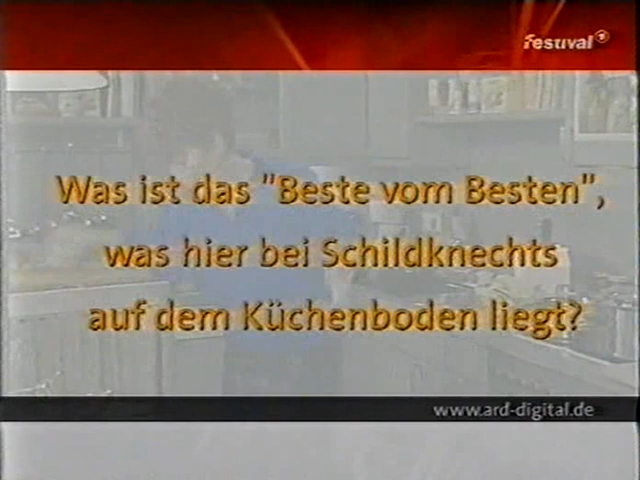 Festival
Was ist das "Beste vom Besten",
was hier bei Schildknechts
auf dem Küchenboden liegt?
www.ard-digital.de